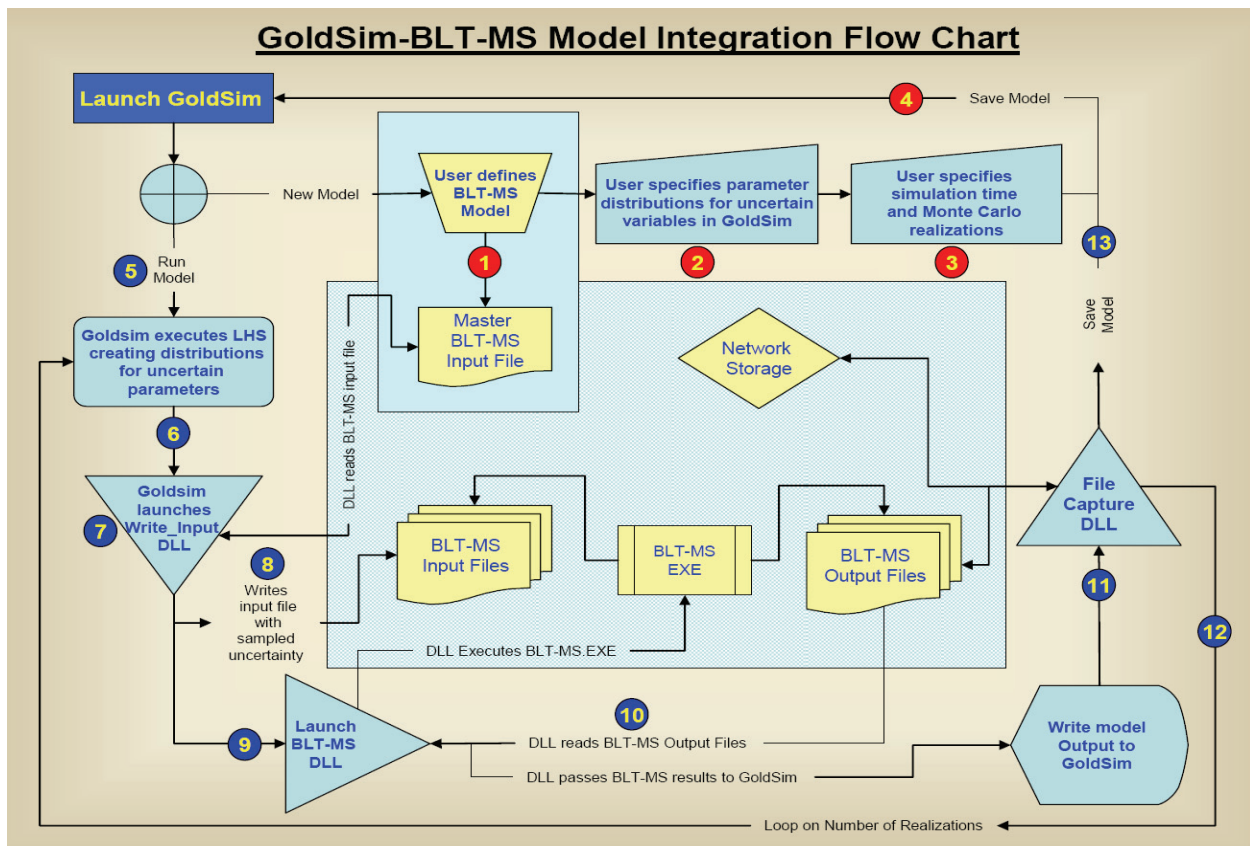 GoldSim-BLT-MS Model Integration Flow Chart
Launch GoldSim
4
Save Model
New Model
User defines
BLT-MS
Model
User specifies parameter
distributions for uncertain
variables in GoldSim
User specifies
simulation time
and Monte Carlo
realizations
1
2
3
13
5
Run
Model
Save
Model
Goldsim executes LHS
creating distributions
for uncertain
parameters
DLL reads BLT-MS input file
Master
BLT-MS
Input File
Network
Storage
6
Goldsim
launches
Write_Input
DLL
7
8
Writes
input file
with
sampled
uncertainty
BLT-MS
Input Files
BLT-MS
EXE
BLT-MS
Output Files
File
Capture
DLL
11
12
DLL Executes BLT-MS.EXE
9
Launch
BLT-MS
DLL
10
DLL reads BLT-MS Output Files
DLL passes BLT-MS results to GoldSim
Write model
Output to
GoldSim
Loop on Number of Realizations